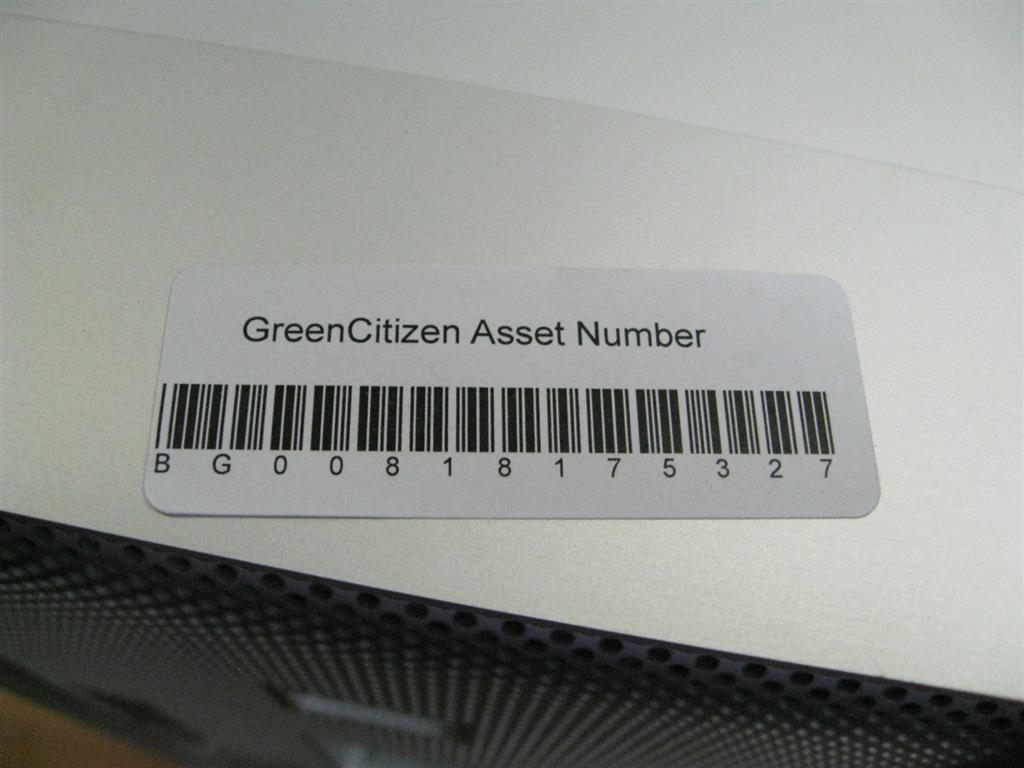 GreenCitizen Asset Number
B G 0 0 8 1 8 1 7 5 3 2 7